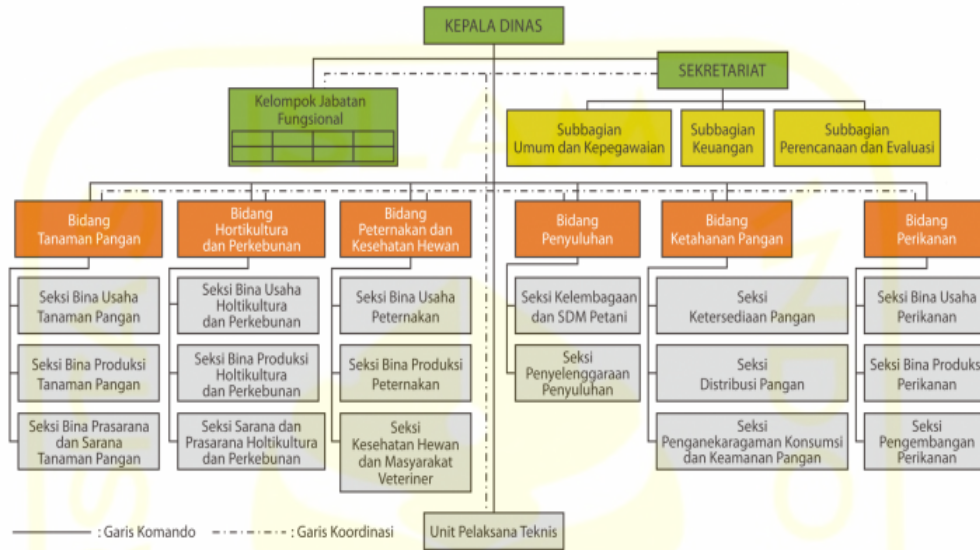 KEPALA DINAS
SEKRETARIAT
Kelompok Jabatan
Fungsional
Subbagian
Umum dan Kepegawaian
Subbagian
Keuangan
Subbagian
Perencanaan dan Evaluasi
Bidang
Tanaman Pangan
Bidang
Hortikultura
dan Perkebunan
Bidang
Peternakan dan
Kesehatan Hewan
Bidang
Penyuluhan
Bidang
Ketahanan Pangan
Bidang
Perikanan
Seksi Bina Usaha
Tanaman Pangan
Seksi Bina Usaha
Holtikultura
dan Perkebunan
Seksi Bina Usaha
Peternakan
Seksi Kelembagaan
dan SDM Petani
Seksi
Ketersediaan Pangan
Seksi Bina Usaha
Perikanan
Seksi Bina Produksi
Tanaman Pangan
Seksi Bina Produksi
Holtikultura
dan Perkebunan
Seksi Bina Produksi
Peternakan
Seksi
Penyelenggaraan
Penyuluhan
Seksi
Distribusi Pangan
Seksi Bina Produksi
Perikanan
Seksi Bina Prasarana
dan Sarana
Tanaman Pangan
Seksi Sarana dan
Prasarana Holtikultura
dan Perkebunan
Seksi
Kesehatan Hewan
dan Masyarakat
Veteriner
Seksi
Penganekaragaman Konsumsi
dan Keamanan Pangan
Seksi
Pengembangan
Perikanan
: Garis Komando
: Garis Koordinasi
Unit Pelaksana Teknis